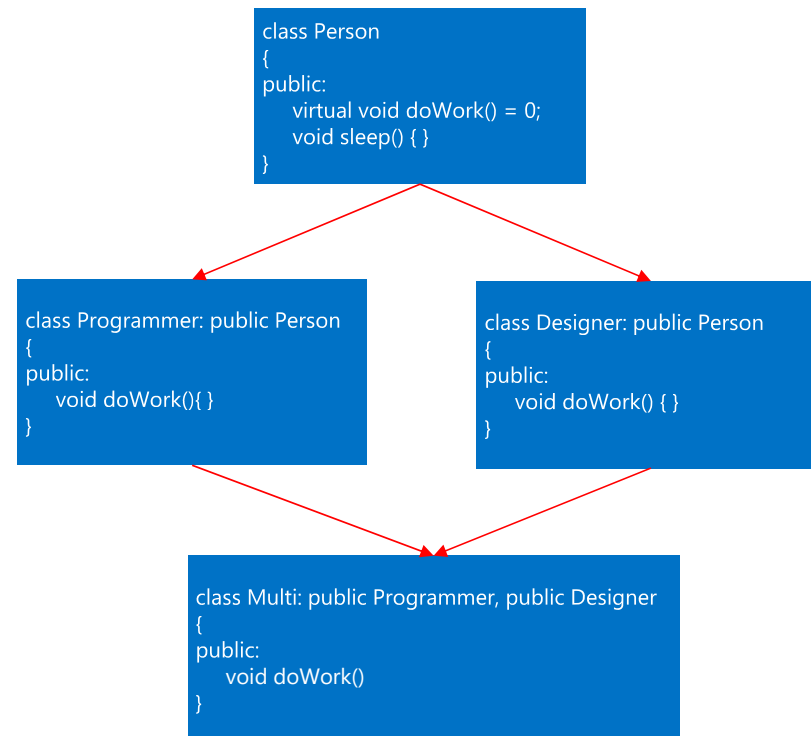 class Person
{
public:
virtual void doWork() = 0;
void sleep() { }
}
class Programmer: public Person
{
public:
void doWork(){ }
}
class Designer: public Person
{
public:
void doWork() { }
}
class Multi: public Programmer, public Designer
{
public:
void doWork()
}